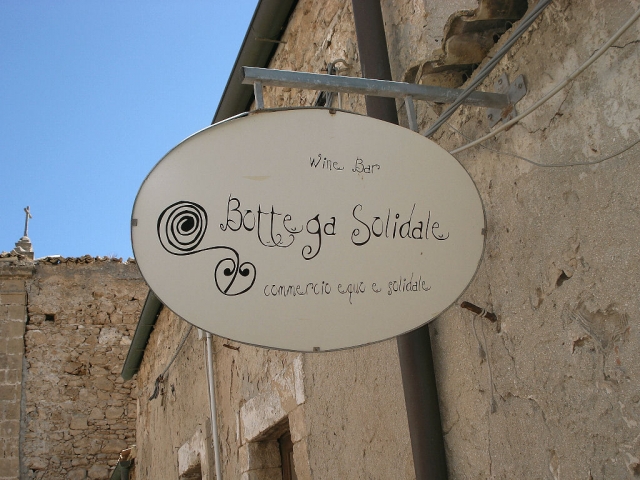 Wine Bar
Bottega Solidale
commercio equo e solidale